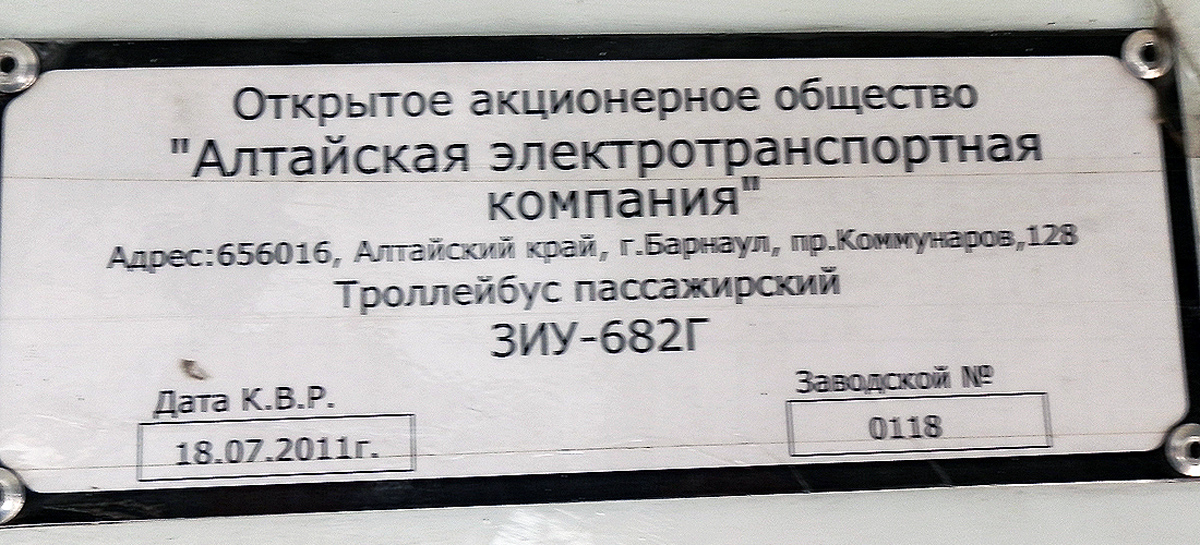 Открытое акционерное общество
"Алтайская электротранспортная
компания"
Адрес:656016, Алтайский край, г.Барнаул, пр.Коммунаров,128
Троллейбус пассажирский
ЗИУ-682Г
Дата К.В.Р.
18.07.2011г.
Заводской №
0118